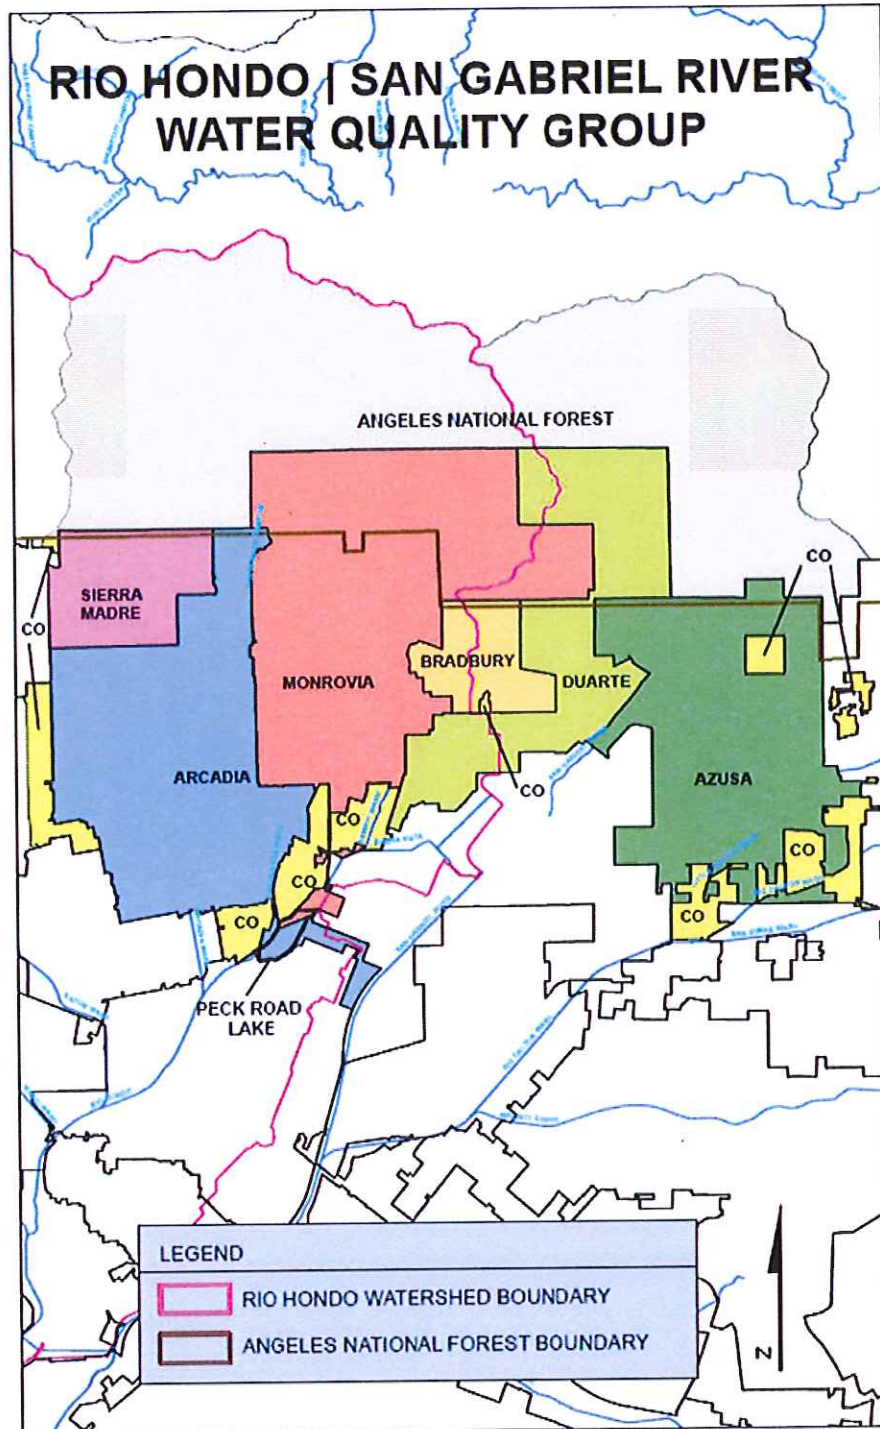 RIO HONDO | SAN GABRIEL RIVER
WATER QUALITY GROUP
ANGELES NATIONAL FOREST
CO
SIERRA
MADRE
CO
BRADBURY
MONROVIA
DUARTE
ARCADIA
AZUSA
CO
CO
CO
CO
CO
CO
PECK ROAD
LAKE
RIO HONDO
LEGEND
RIO HONDO WATERSHED BOUNDARY
ANGELES NATIONAL FOREST BOUNDARY
Z